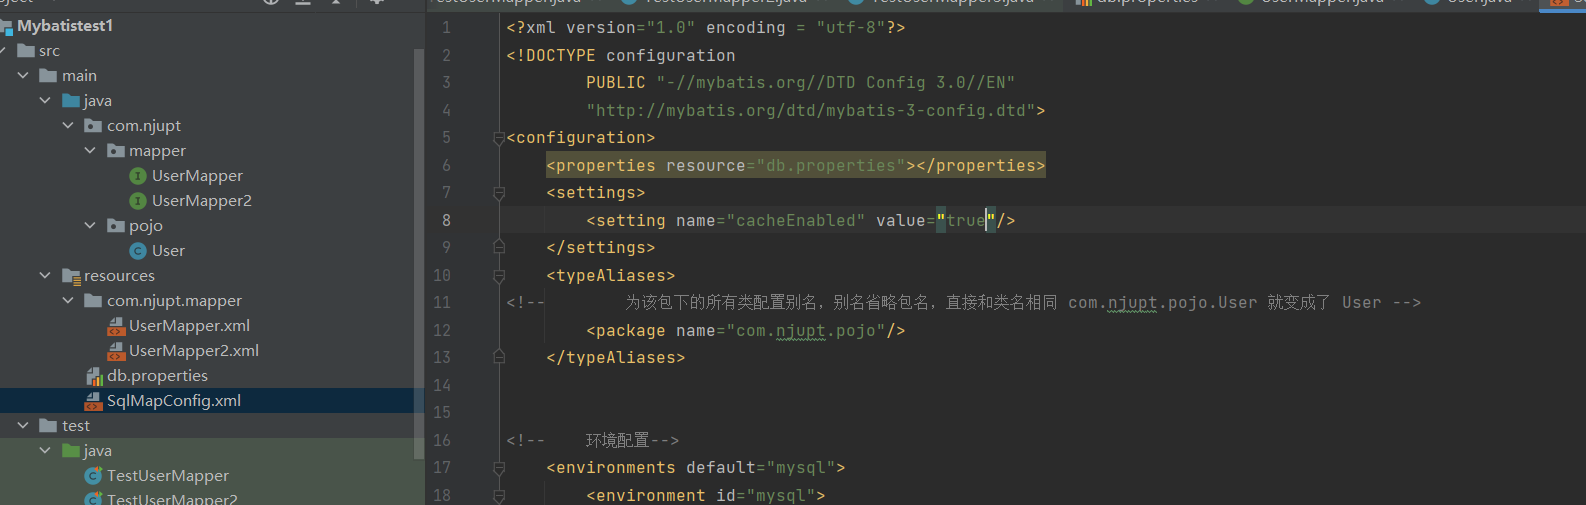 Mybatistest1
src
main
java
com.njupt
mapper
UserMapper
UserMapper2
pojo
User
resources
com.njupt.mapper
UserMapper.xml
UserMapper2.xml
db.properties
SqlMapConfig.xml
test
java
TestUserMapper
TestUserMapper2
1 <?xml version="1.0" encoding = "utf-8"?>
2 <!DOCTYPE configuration
3 PUBLIC "-//mybatis.org//DTD Config 3.0//EN"
4 "http://mybatis.org/dtd/mybatis-3-config.dtd">
5 <configuration>
6 <properties resource="db.properties"></properties>
7 <settings>
8 <setting name="cacheEnabled" value="true"/>
9 </settings>
10 <typeAliases>
11 <!-- 为该包下的所有类配置别名，别名省略包名，直接和类名相同 com.njupt.pojo.User 就变成了 User -->
12 <package name="com.njupt.pojo"/>
13 </typeAliases>
14
15
16 <!-- 环境配置-->
17 <environments default="mysql">
18 <environment id="mysql">